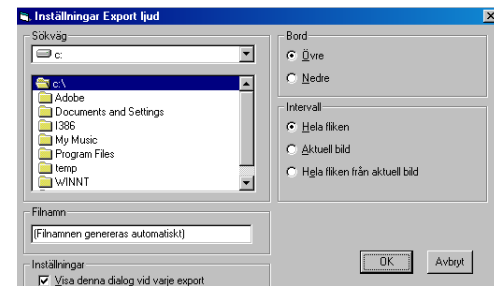 Inställningar Export ljud
Sökväg
c:
c:\
Adobe
Documents and Settings
I386
My Music
Program Files
temp
WINNT
Filnamn
(Filnamnen genereras automatiskt)
Inställningar
Visa denna dialog vid varje export
Bord
Övre
Nedre
Intervall
Hela fliken
Aktuell bild
Hela fliken från aktuell bild
OK
Avbryt